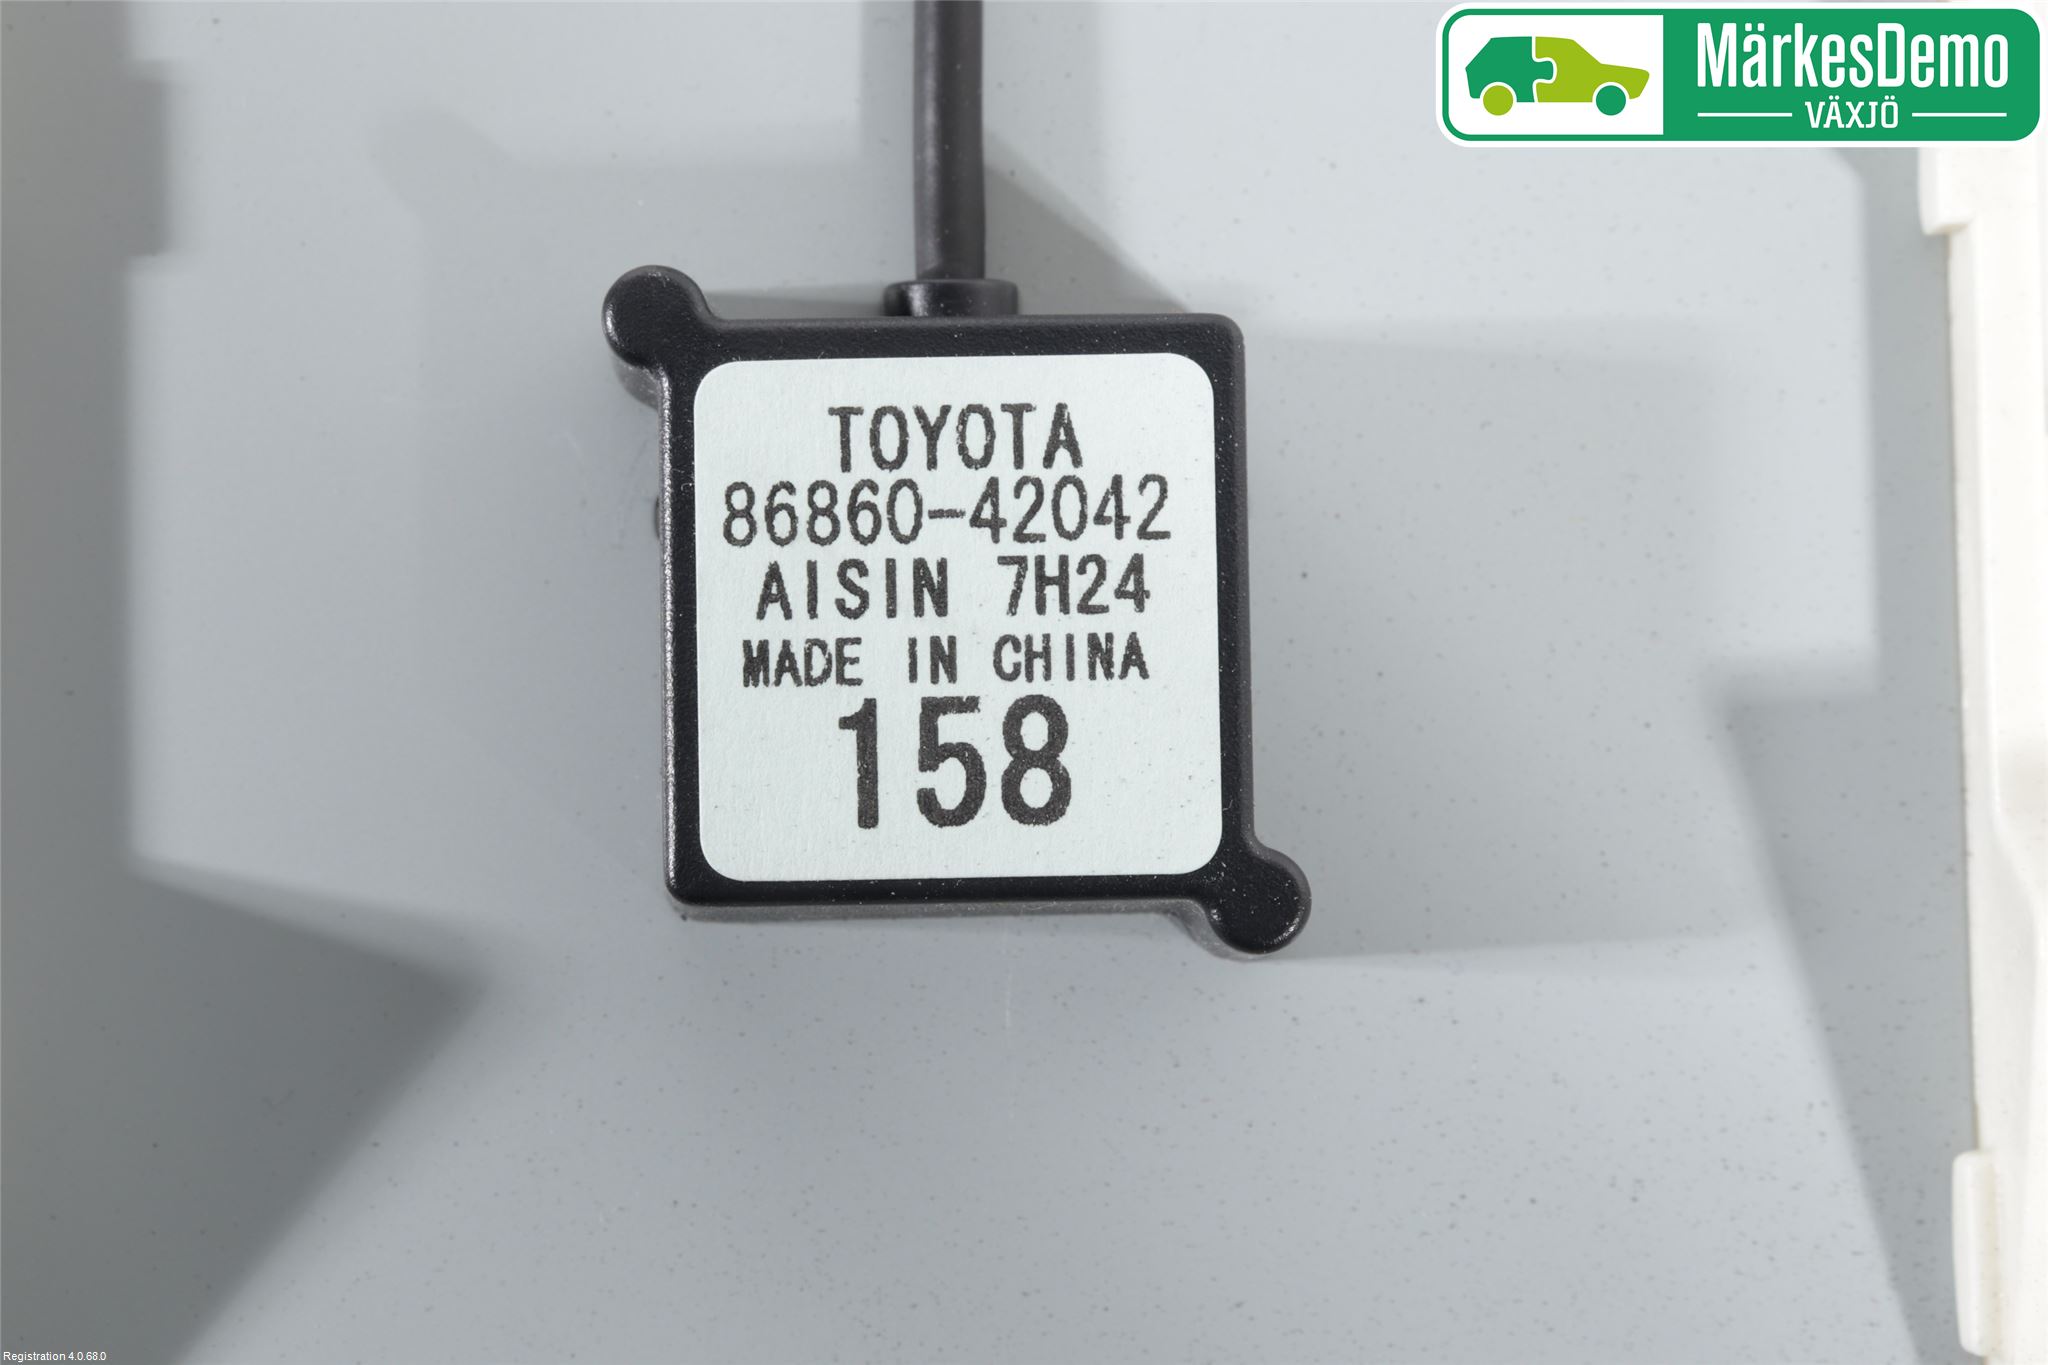 MärkesDemo
VÄXJÖ
TOYOTA
86860-42042
AISIN 7H24
MADE IN CHINA
158
Registration 4.0.68.0